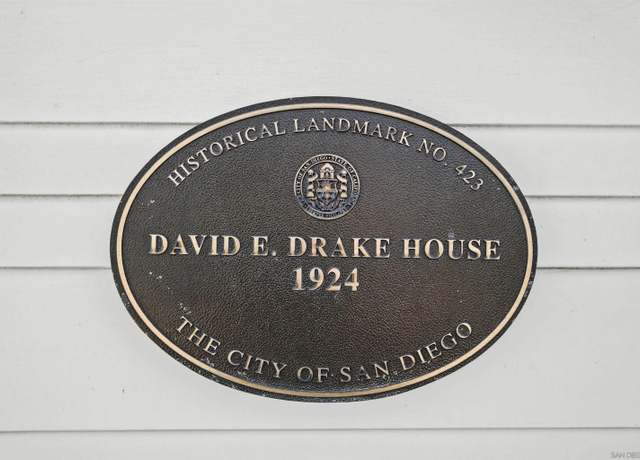 HISTORICAL LANDMARK NO. 423
DAVID E. DRAKE HOUSE
1924
THE CITY OF SAN DIEGO